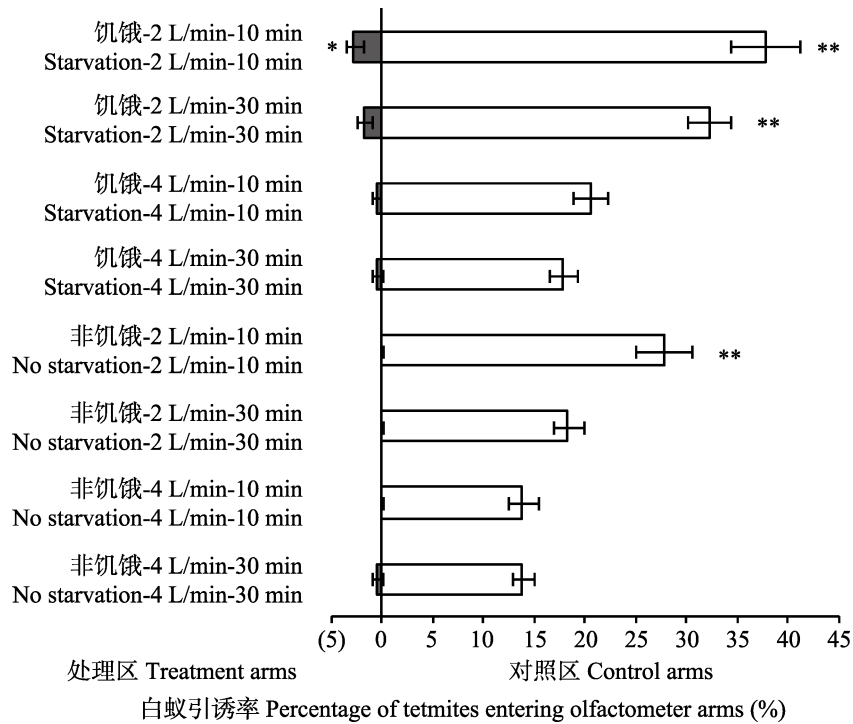 饥饿-2 L/min-10 min
Starvation-2 L/min-10 min
*
**
饥饿-2 L/min-30 min
Starvation-2 L/min-30 min
**
饥饿-4 L/min-10 min
Starvation-4 L/min-10 min
饥饿-4 L/min-30 min
Starvation-4 L/min-30 min
非饥饿-2 L/min-10 min
No starvation-2 L/min-10 min
**
非饥饿-2 L/min-30 min
No starvation-2 L/min-30 min
非饥饿-4 L/min-10 min
No starvation-4 L/min-10 min
非饥饿-4 L/min-30 min
No starvation-4 L/min-30 min
(5) 0 5 10 15 20 25 30 35 40 45
处理区 Treatment arms 对照区 Control arms
白蚁引诱率 Percentage of tetmites entering olfactometer arms (%)